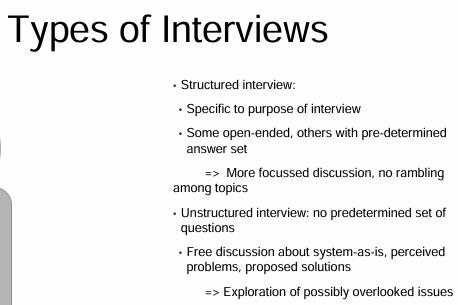 Types of Interviews
• Structured interview:
• Specific to purpose of interview
• Some open-ended, others with pre-determined
answer set
=> More focussed discussion, no rambling
among topics
• Unstructured interview: no predetermined set of
questions
• Free discussion about system-as-is, perceived
problems, proposed solutions
=> Exploration of possibly overlooked issues